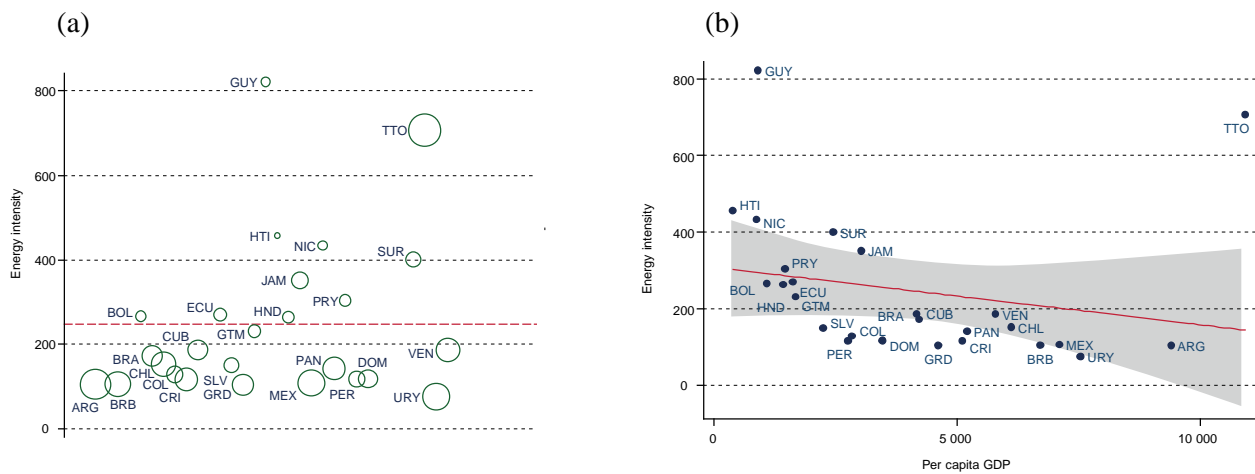 (a)
(b)
Energy intensity
800
600
400
200
0
GUY
TTO
HTI
NIC
SUR
JAM
PRY
BOL
ECU
HND
GTM
CUB
BRA
CHL
COL
CRI
SLV
GRD
PAN
DOM
VEN
ARG
BRB
MEX
PER
URY
Energy intensity
800
600
400
200
0
GUY
TTO
HTI
NIC
SUR
JAM
PRY
BOL
ECU
HND
GTM
BRA
CUB
VEN
SLV
COL
PAN
CHL
PER
DOM
GRD
CRI
BRB
MEX
URY
ARG
0
5 000
10 000
Per capita GDP